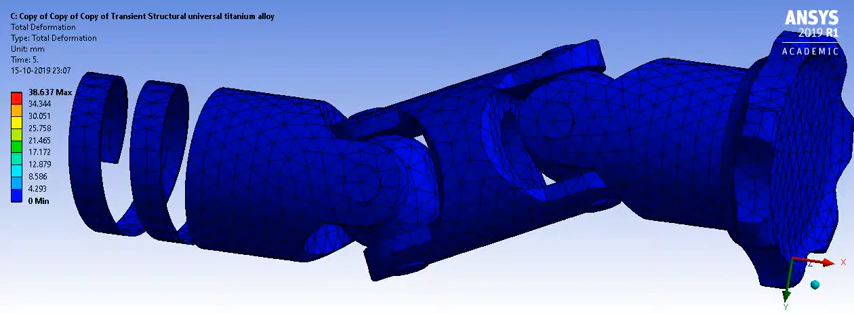 C: Copy of Copy of Copy of Transient Structural universal titanium alloy
Total Deformation
Type: Total Deformation
Unit: mm
Time: 5.
15-10-2019 23:07
38.637 Max
34.344
30.051
25.758
21.465
17.172
12.879
8.586
4.293
0 Min
ANSYS
2019 R1
ACADEMIC
Z
X
Y